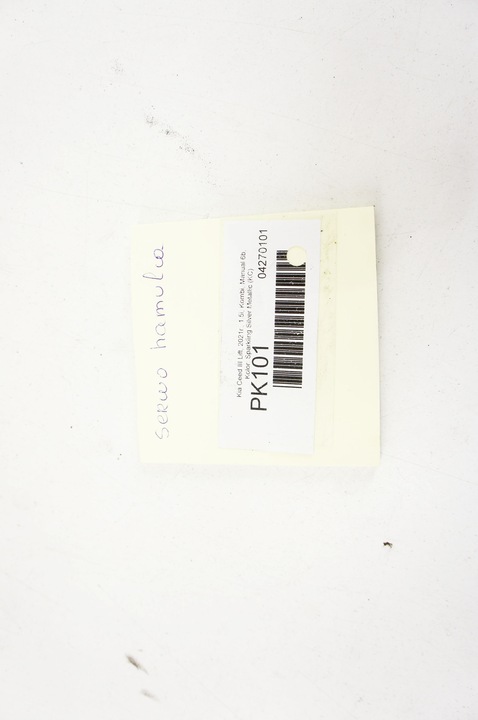 serwo hamulca
Kia Ceed III Lift, 2021r., 1.5i, Kombi, Manual 6b
Kolor: Sparkling Silver Metallic (KCS)
PK101
04270101